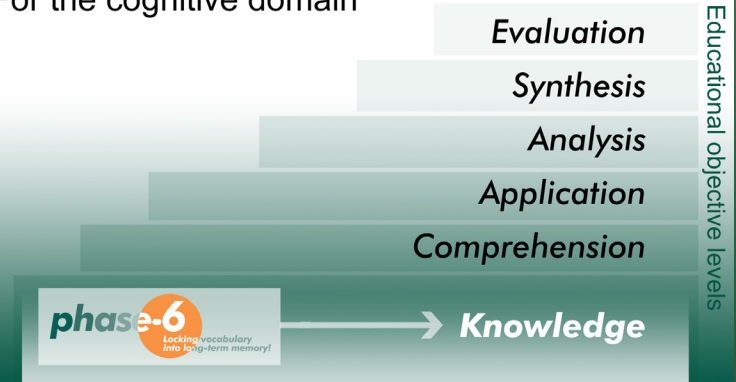 of the cognitive domain
Evaluation
Synthesis
Analysis
Application
Comprehension
phase-6
Locking vocabulary
into long-term memory!
Knowledge
Educational objective levels